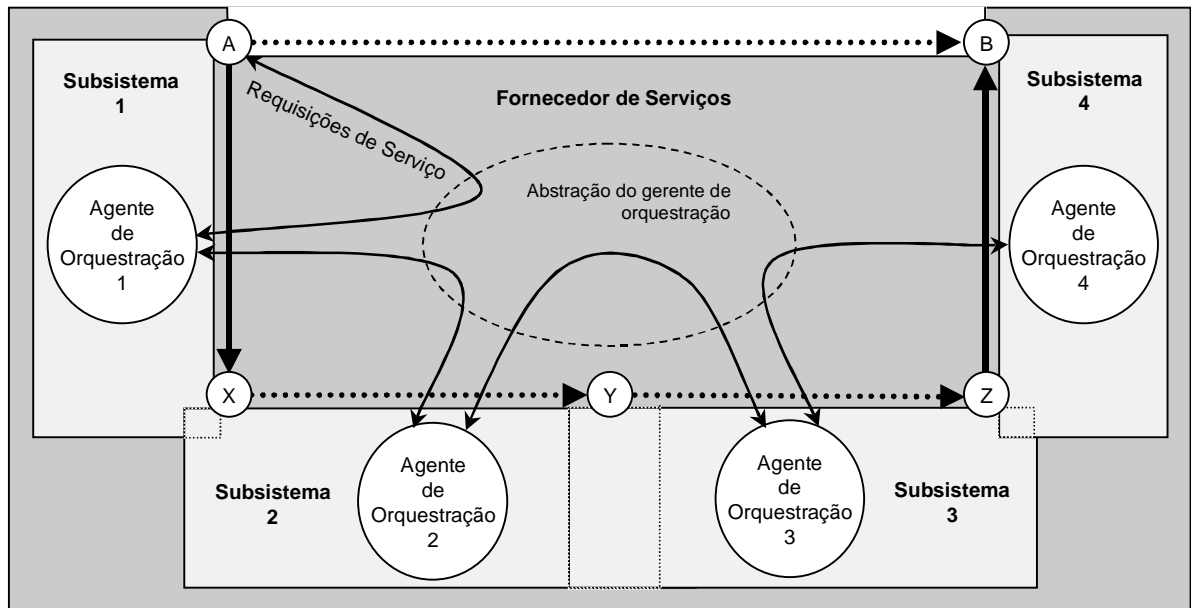 A
B
Subsistema
1
Requisições de Serviço
Fornecedor de Serviços
Subsistema
4
Abstração do gerente de
orquestração
Agente
de
Orquestração
1
Agente
de
Orquestração
4
X
Y
Z
Subsistema
2
Agente
de
Orquestração
2
Agente
de
Orquestração
3
Subsistema
3